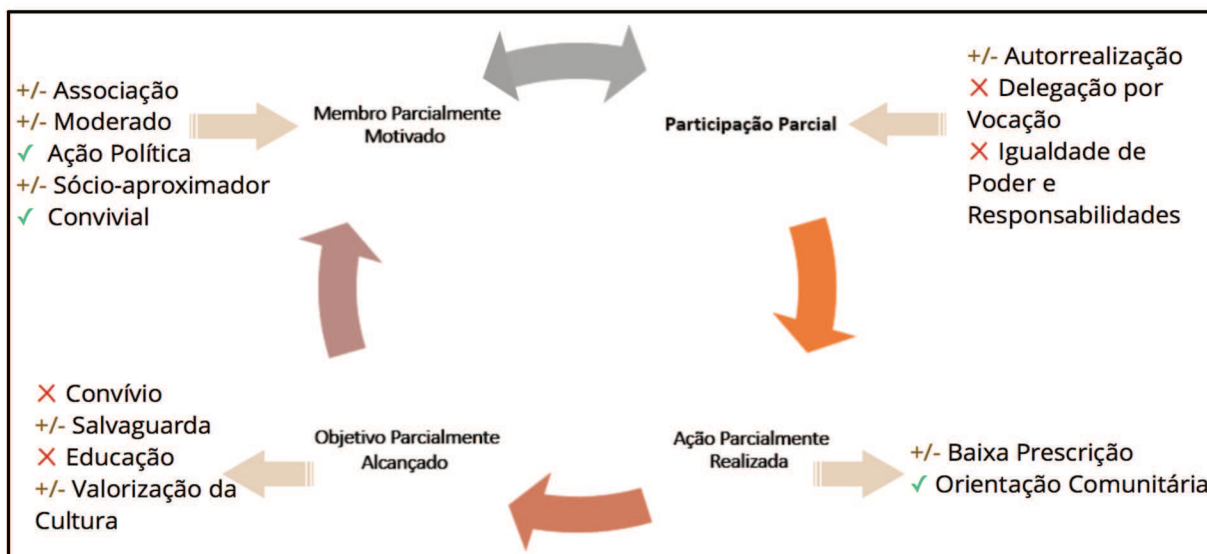 +/- Associação
+/- Moderado
✓ Ação Política
+/- Sócio-aproximador
✓ Convivial
Membro Parcialmente
Motivado
Participação Parcial
+/- Autorrealização
✕ Delegação por
Vocação
✕ Igualdade de
Poder e
Responsabilidades
✕ Convívio
+/- Salvaguarda
✕ Educação
+/- Valorização da
Cultura
Objetivo Parcialmente
Alcançado
Ação Parcialmente
Realizada
+/- Baixa Prescrição
✓ Orientação Comunitária